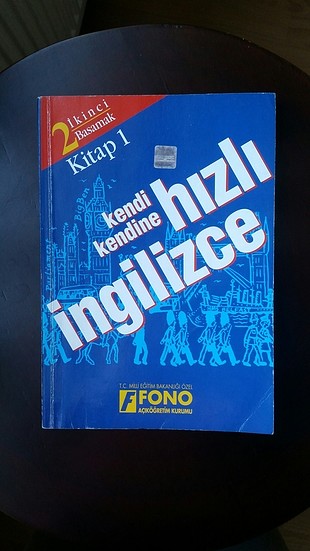 2 İkinci
Basamak
Kitap 1
kendi
kendine hızlı
ingilizce
T.C. MİLLİ EĞİTİM BAKANLIĞI ÖZEL
F FONO
AÇIKÖĞRETİM KURUMU